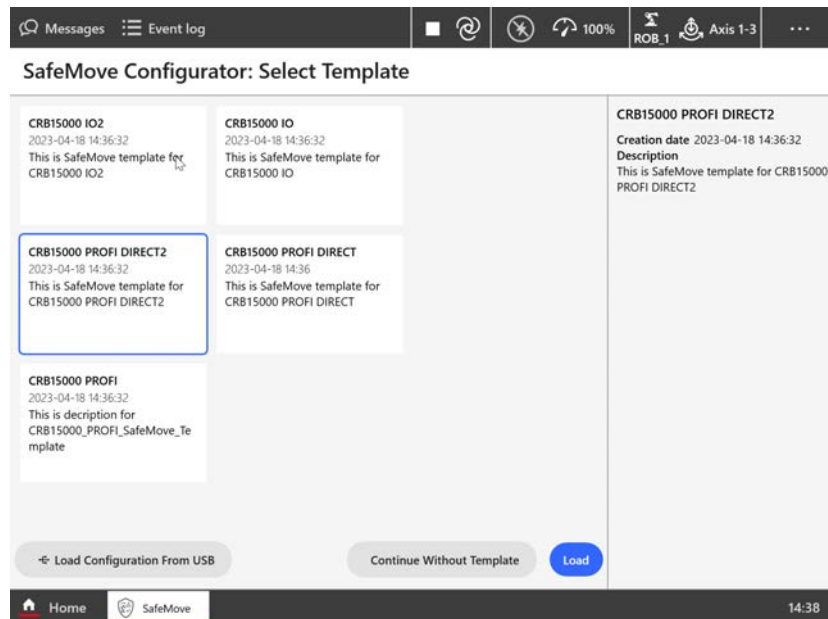 Messages
Event log
100%
ROB_1
Axis 1-3
...
SafeMove Configurator: Select Template
CRB15000 IO2
2023-04-18 14:36:32
This is SafeMove template for
CRB15000 IO2
CRB15000 IO
2023-04-18 14:36:32
This is SafeMove template for
CRB15000 IO
CRB15000 PROFI DIRECT2
2023-04-18 14:36:32
This is SafeMove template for
CRB15000 PROFI DIRECT2
CRB15000 PROFI DIRECT
2023-04-18 14:36
This is SafeMove template for
CRB15000 PROFI DIRECT
CRB15000 PROFI
2023-04-18 14:36:32
This is decription for
CRB15000_PROFI_SafeMove_Te
mplate
CRB15000 PROFI DIRECT2
Creation date 2023-04-18 14:36:32
Description
This is SafeMove template for CRB15000
PROFI DIRECT2
Load Configuration From USB
Continue Without Template
Load
Home
SafeMove
14:38